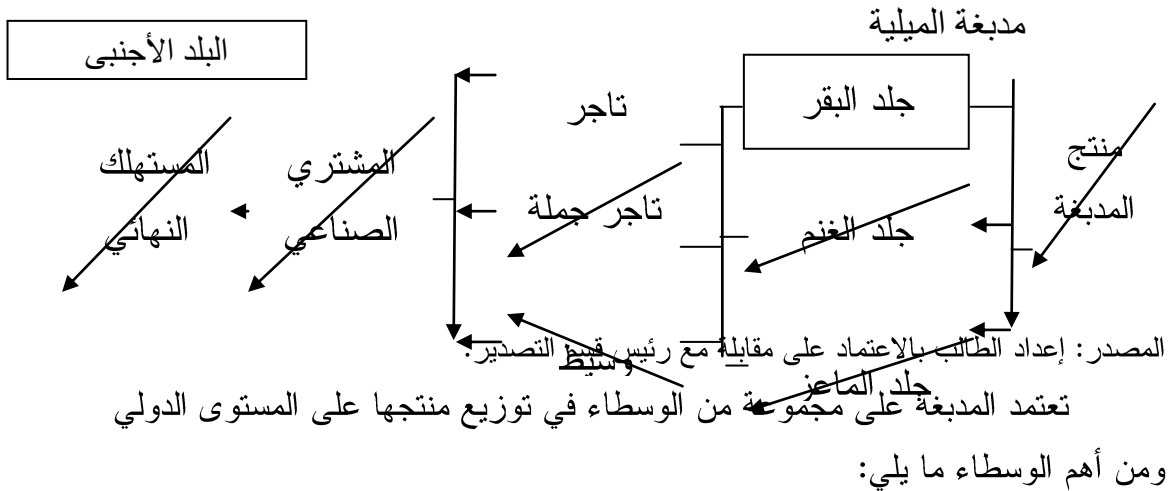 مدبغة الميلية
البلد الأجنبي
منتج
المدبغة
جلد البقر
جلد الغنم
جلد الماعز
تاجر
تاجر جملة
وسيط
المشتري
الصناعي
المستهلك
النهائي
المصدر: إعداد الطالب بالاعتماد على مقابلة مع رئيس قسم التصدير.
تعتمد المدبغة على مجموعة من الوسطاء في توزيع منتجها على المستوى الدولي
ومن أهم الوسطاء ما يلي: